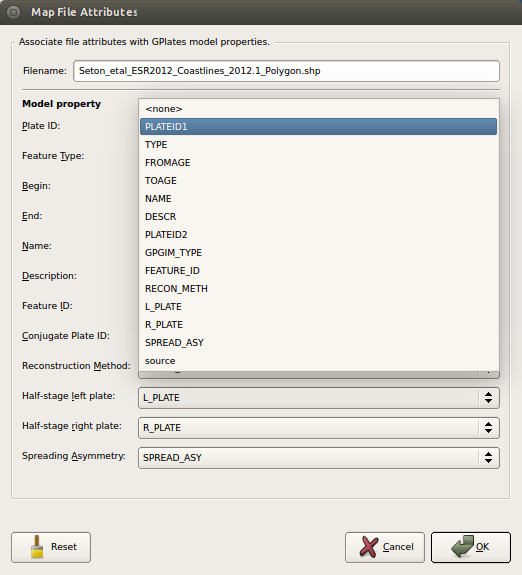 Map File Attributes
Associate file attributes with GPlates model properties.
Filename: Seton_etal_ESR2012_Coastlines_2012.1_Polygon.shp
Model property
<none>
Plate ID:
PLATEID1
TYPE
Feature Type:
FROMAGE
TOAGE
Begin:
NAME
End:
DESCR
PLATEID2
Name:
GPGIM_TYPE
Description:
FEATURE_ID
RECON_METH
Feature ID:
L_PLATE
R_PLATE
Conjugate Plate ID:
SPREAD_ASY
source
Reconstruction Method:
Half-stage left plate: L_PLATE
Half-stage right plate: R_PLATE
Spreading Asymmetry: SPREAD_ASY
Reset Cancel OK